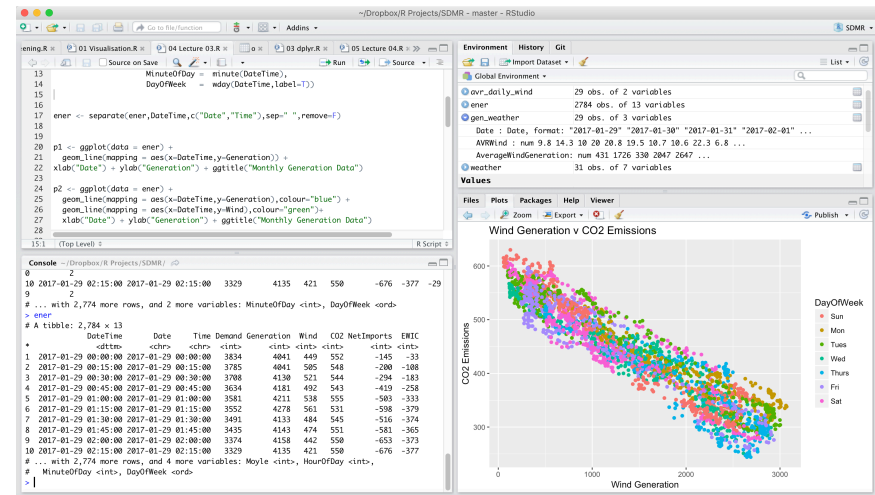 ~/Dropbox/R Projects/SDMR - master - RStudio
Go to file/function
Addins
SDMR
ening.R
01 Visualisation.R
04 Lecture 03.R
03 dplyr.R
05 Lecture 04.R
Source on Save
Run
Source
13 MinuteOfDay = minute(DateTime),
14 DayOfWeek = wday(DateTime,label=T))
15
16
17 ener <- separate(ener,DateTime,c("Date","Time"),sep=" ",remove=F)
18
19
20 p1 <- ggplot(data = ener) +
21 geom_line(mapping = aes(x=DateTime,y=Generation)) +
22 xlab("Date") + ylab("Generation") + ggtitle("Monthly Generation Data")
23
24 p2 <- ggplot(data = ener) +
25 geom_line(mapping = aes(x=DateTime,y=Generation),colour="blue") +
26 geom_line(mapping = aes(x=DateTime,y=Wind),colour="green")+
27 xlab("Date") + ylab("Generation") + ggtitle("Monthly Generation Data")
28
15:1 (Top Level) R Script
Console ~/Dropbox/R Projects/SDMR/
0 2
10 2017-01-29 02:15:00 2017-01-29 02:15:00 3329 4135 421 550 -676 -377 -29
9 2
# ... with 2,774 more rows, and 2 more variables: MinuteOfDay <int>, DayOfWeek <ord>
> ener
# A tibble: 2,784 × 13
DateTime Date Time Demand Generation Wind CO2 NetImports EWIC
* <dttm> <chr> <chr> <int> <int> <int> <int> <int> <int>
1 2017-01-29 00:00:00 2017-01-29 00:00:00 3834 4041 449 552 -145 -33
2 2017-01-29 00:15:00 2017-01-29 00:15:00 3785 4041 505 548 -200 -108
3 2017-01-29 00:30:00 2017-01-29 00:30:00 3708 4130 521 544 -294 -183
4 2017-01-29 00:45:00 2017-01-29 00:45:00 3634 4181 492 543 -419 -258
5 2017-01-29 01:00:00 2017-01-29 01:00:00 3581 4211 538 555 -503 -333
6 2017-01-29 01:15:00 2017-01-29 01:15:00 3552 4278 561 531 -598 -379
7 2017-01-29 01:30:00 2017-01-29 01:30:00 3491 4133 484 545 -516 -374
8 2017-01-29 01:45:00 2017-01-29 01:45:00 3435 4143 474 551 -581 -365
9 2017-01-29 02:00:00 2017-01-29 02:00:00 3374 4158 442 550 -653 -373
10 2017-01-29 02:15:00 2017-01-29 02:15:00 3329 4135 421 550 -676 -377
# ... with 2,774 more rows, and 4 more variables: Moyle <int>, HourOfDay <int>,
# MinuteOfDay <int>, DayOfWeek <ord>
>
Environment History Git
Import Dataset
List
Global Environment
avr_daily_wind 29 obs. of 2 variables
ener 2784 obs. of 13 variables
gen_weather 29 obs. of 3 variables
Date : Date, format: "2017-01-29" "2017-01-30" "2017-01-31" "2017-02-01" ...
AVRWind : num 9.8 14.3 10 20 20.8 19.5 10.7 10.6 22.3 6.8 ...
AverageWindGeneration: num 431 1726 330 2047 2647 ...
weather 31 obs. of 7 variables
Values
Files Plots Packages Help Viewer
Zoom Export Publish
Wind Generation v CO2 Emissions
600
500
400
300
CO2 Emissions
0 1000 2000 3000
Wind Generation
DayOfWeek
Sun
Mon
Tues
Wed
Thurs
Fri
Sat